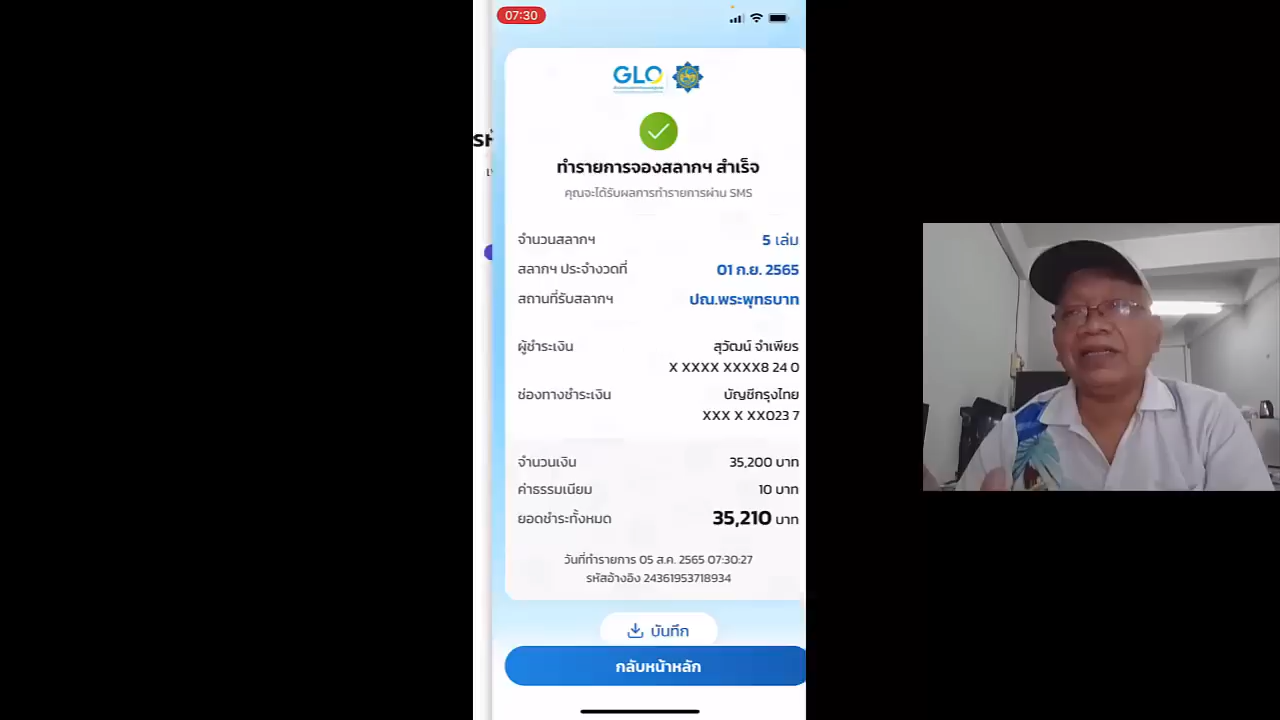 07:30
GLO
ทำรายการจองสลากฯ สำเร็จ
คุณจะได้รับผลการทำรายการผ่าน SMS
จำนวนสลากฯ 5 เล่ม
สลากฯ ประจำงวดที่ 01 ก.ย. 2565
สถานที่รับสลากฯ ปณ.พระพุทธบาท
ผู้ชำระเงิน สุวัฒน์ จำเพียร
X XXXX XXXX8 24 0
ช่องทางชำระเงิน บัญชีกรุงไทย
XXX X XX023 7
จำนวนเงิน 35,200 บาท
ค่าธรรมเนียม 10 บาท
ยอดชำระทั้งหมด 35,210 บาท
วันที่ทำรายการ 05 ส.ค. 2565 07:30:27
รหัสอ้างอิง 24361953718934
บันทึก
กลับหน้าหลัก